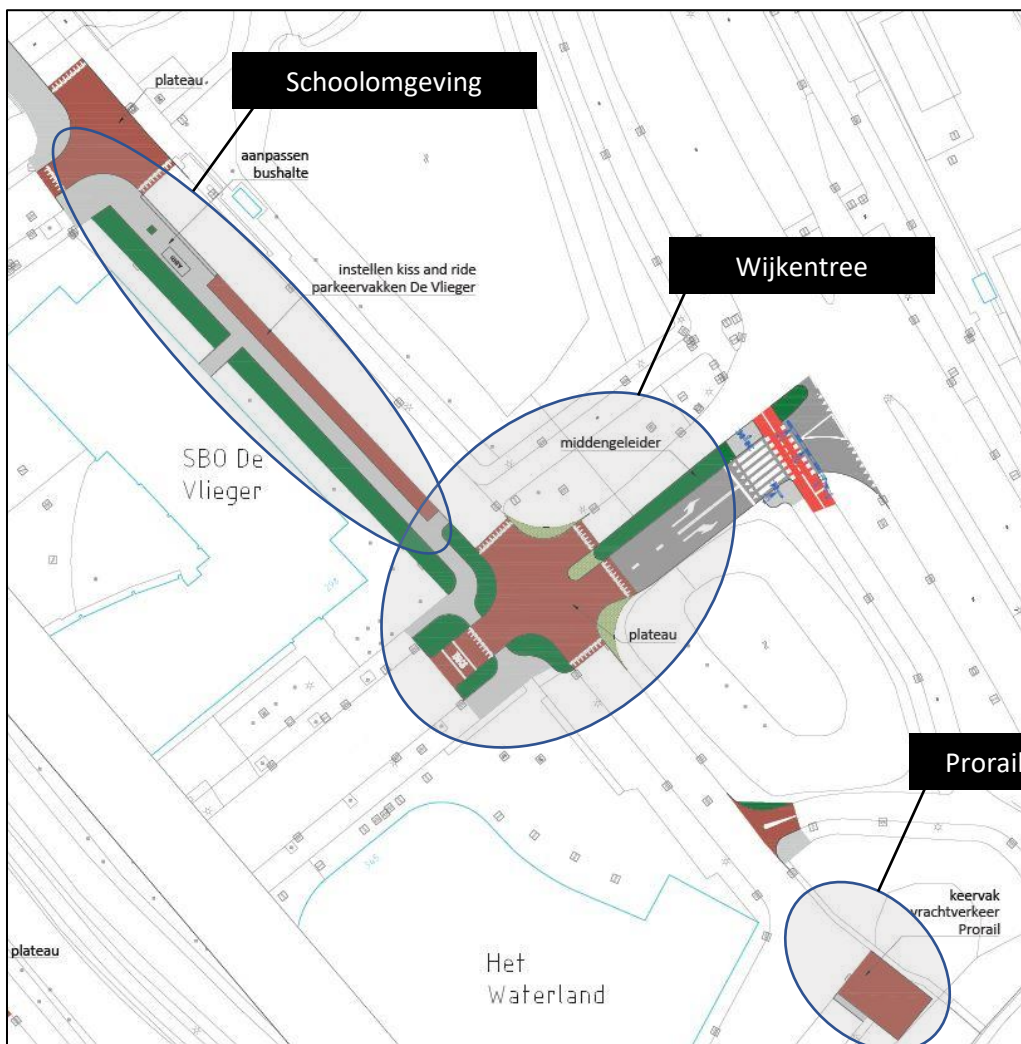 Schoolomgeving
plateau
aanpassen
bushalte
instellen kiss and ride
parkeervakken De Vlieger
Wijkentree
middengeleider
SBO De
Vlieger
plateau
Prorail
keervak
vrachtverkeer
Prorail
plateau
Het
Waterland